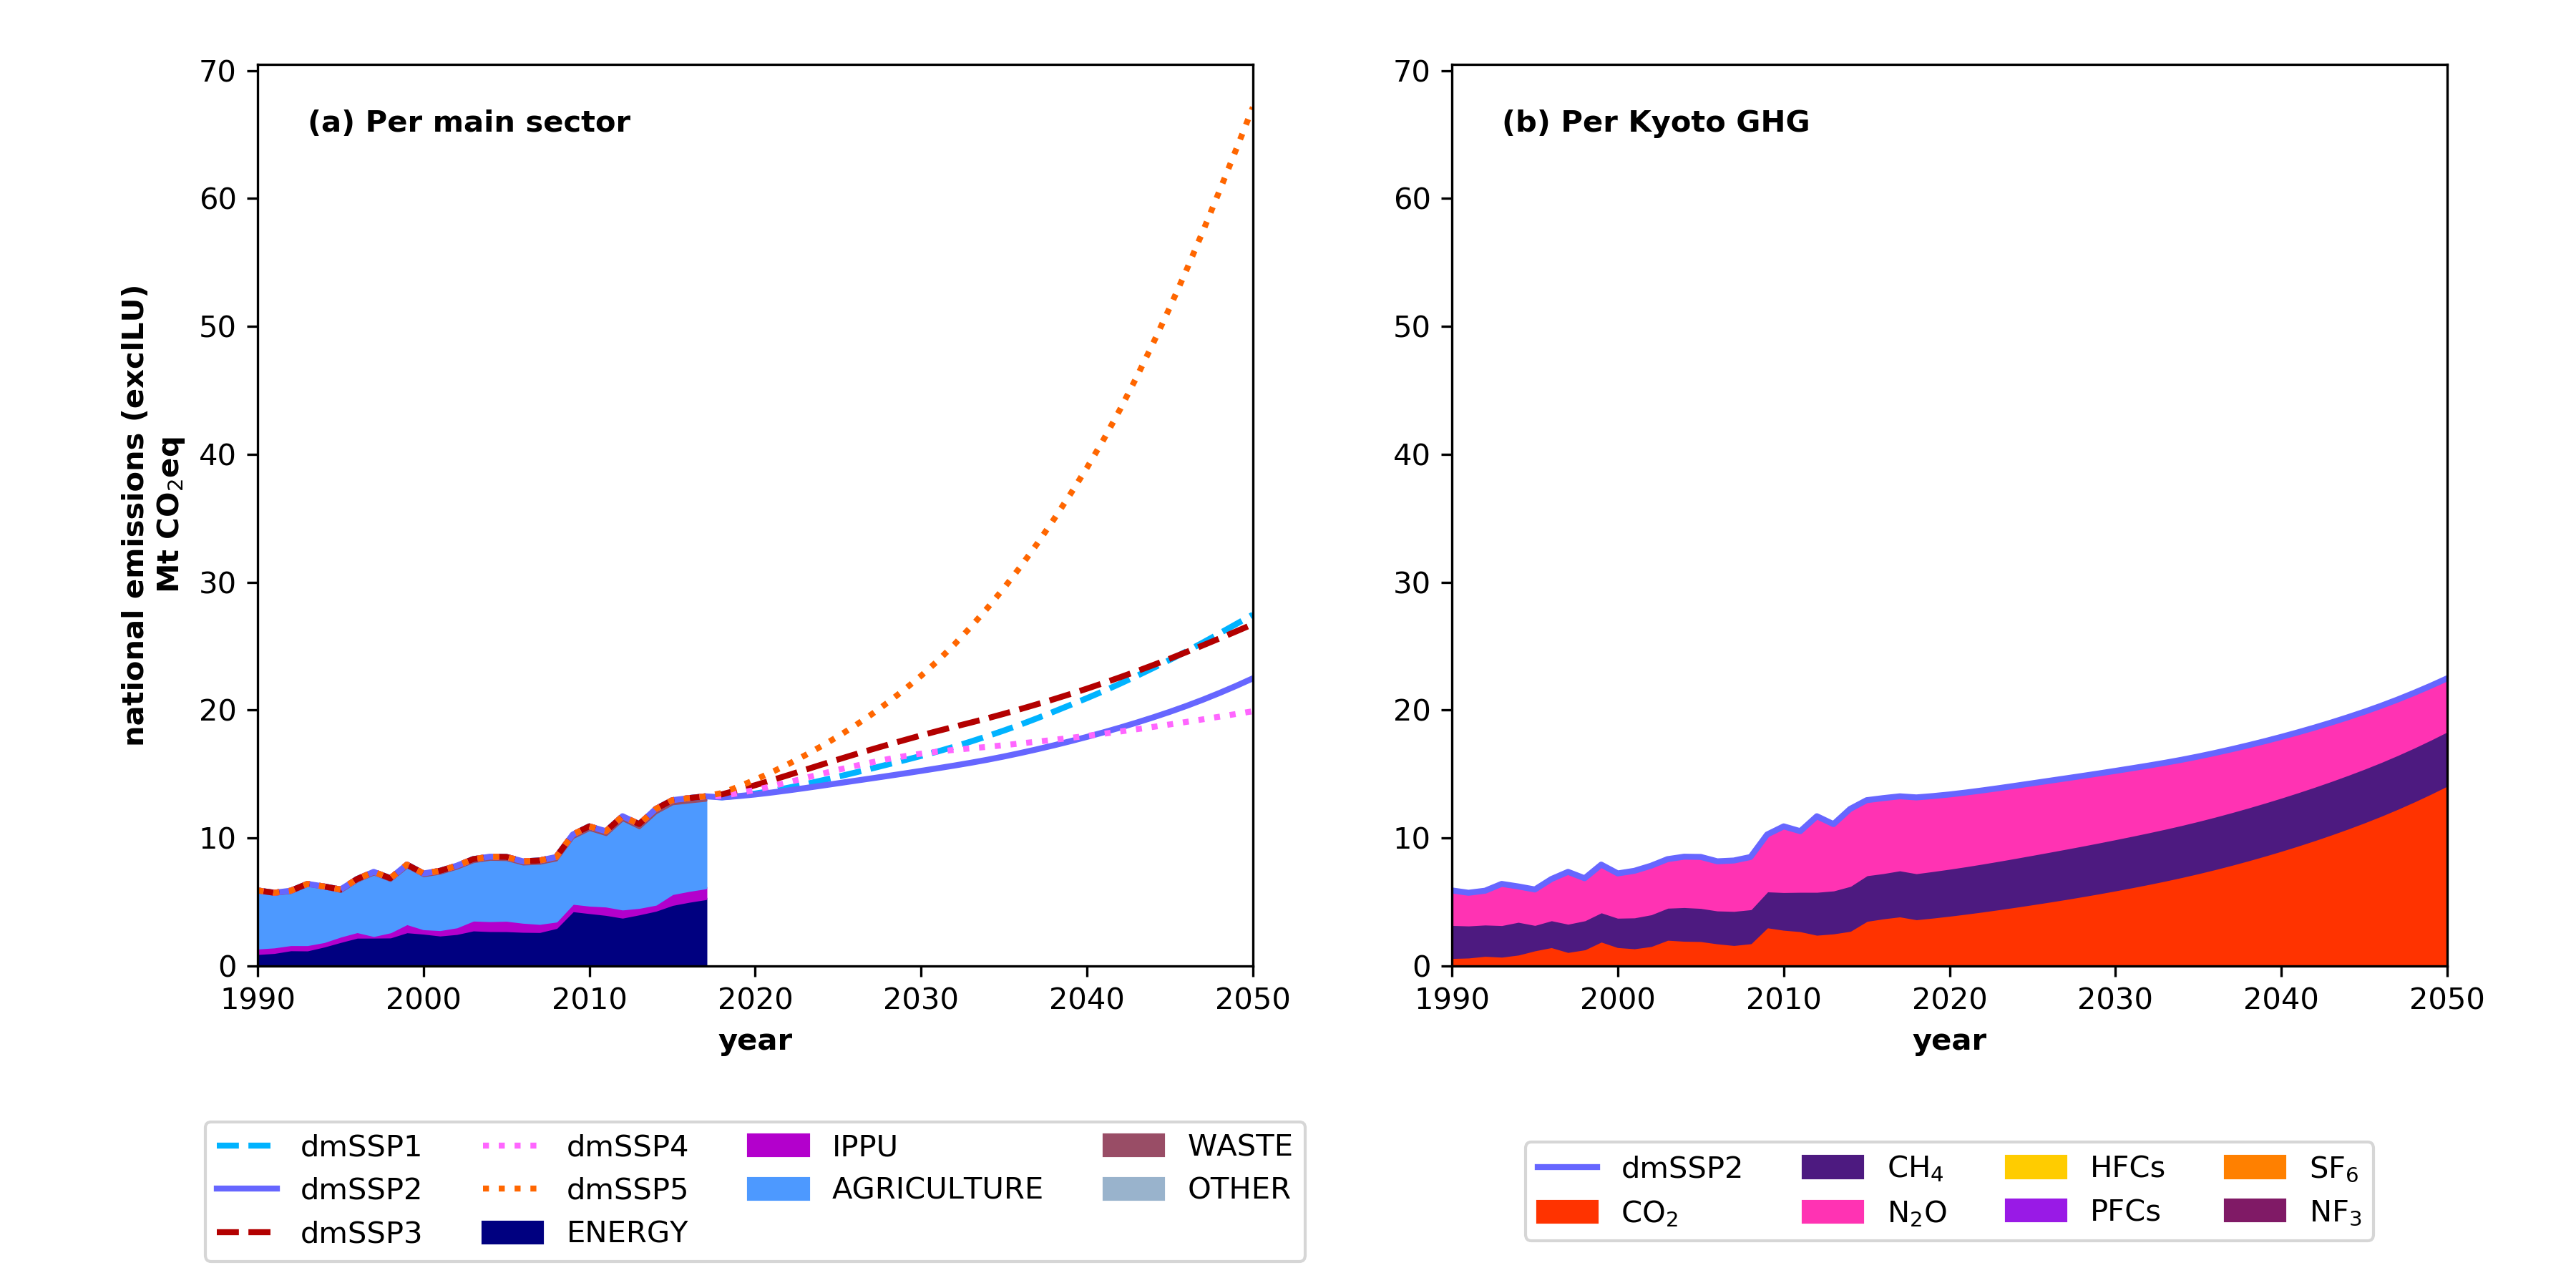 (a) Per main sector
national emissions (exclLU)
Mt CO₂eq
70
60
50
40
30
20
10
0
1990 2000 2010 2020 2030 2040 2050
year
dmSSP1 dmSSP4 IPPU WASTE
dmSSP2 dmSSP5 AGRICULTURE OTHER
dmSSP3 ENERGY
(b) Per Kyoto GHG
70
60
50
40
30
20
10
0
1990 2000 2010 2020 2030 2040 2050
year
dmSSP2 CH₄ HFCs SF₆
CO₂ N₂O PFCs NF₃